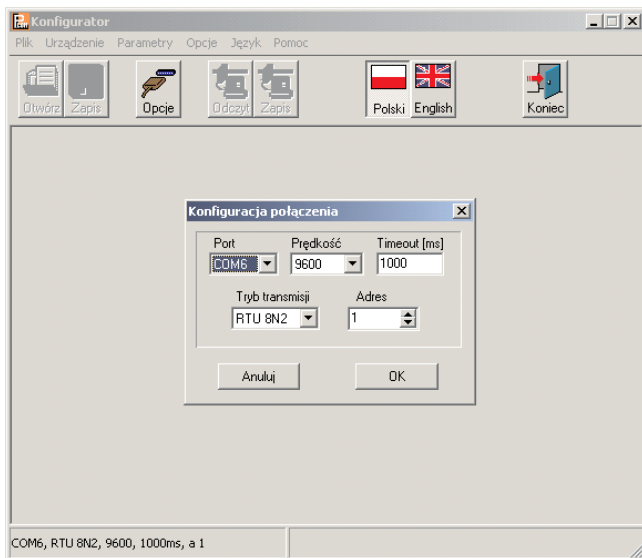 Konfigurator
Plik Urządzenie Parametry Opcje Język Pomoc
Otwórz Zapis Opcje Odczyt Zapis Polski English Koniec
Konfiguracja połączenia
Port Prędkość Timeout [ms]
COM6 9600 1000
Tryb transmisji Adres
RTU 8N2 1
Anuluj OK
COM6, RTU 8N2, 9600, 1000ms, a 1